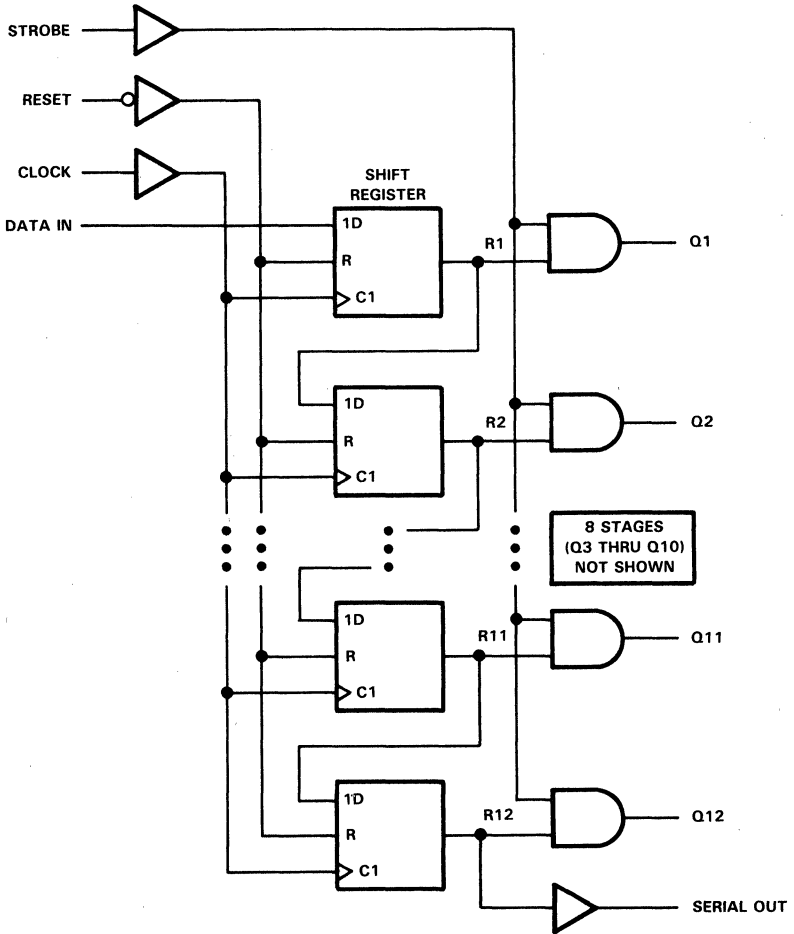 STROBE
RESET
CLOCK
SHIFT
REGISTER
DATA IN
1D
R1
Q1
R
C1
1D
R2
Q2
R
C1
8 STAGES
(Q3 THRU Q10)
NOT SHOWN
1D
R11
Q11
R
C1
1D
R12
Q12
R
C1
SERIAL OUT